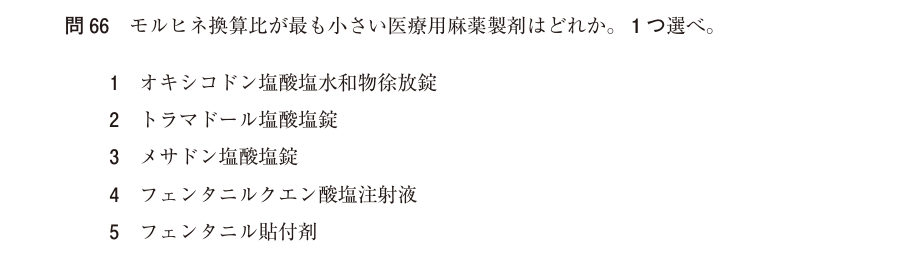 問 66 モルヒネ換算比が最も小さい医療用麻薬製剤はどれか。1つ選べ。
1 オキシコドン塩酸塩水和物徐放錠
2 トラマドール塩酸塩錠
3 メサドン塩酸塩錠
4 フェンタニルクエン酸塩注射液
5 フェンタニル貼付剤